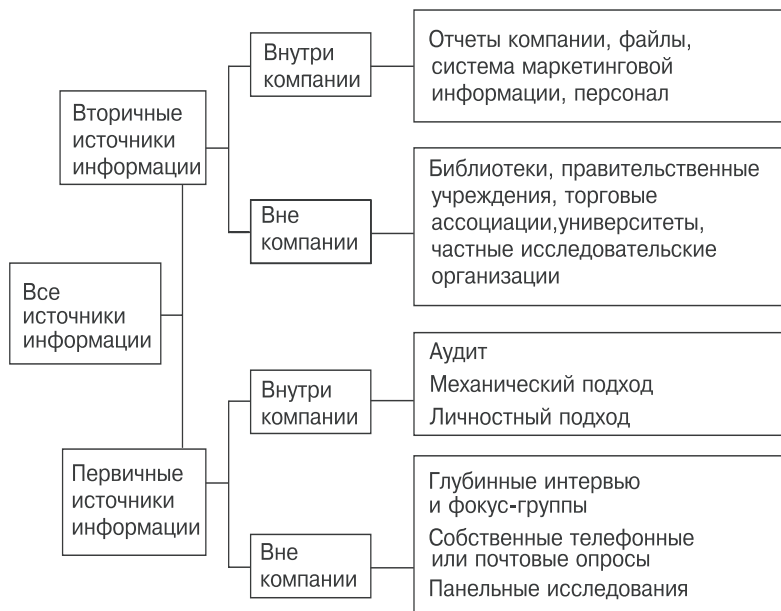 Все
источники
информации
Вторичные
источники
информации
Внутри
компании
Отчеты компании, файлы,
система маркетинговой
информации, персонал
Вне
компании
Библиотеки, правительственные
учреждения, торговые
ассоциации,университеты,
частные исследовательские
организации
Первичные
источники
информации
Внутри
компании
Аудит
Механический подход
Личностный подход
Вне
компании
Глубинные интервью
и фокус-группы
Собственные телефонные
или почтовые опросы
Панельные исследования